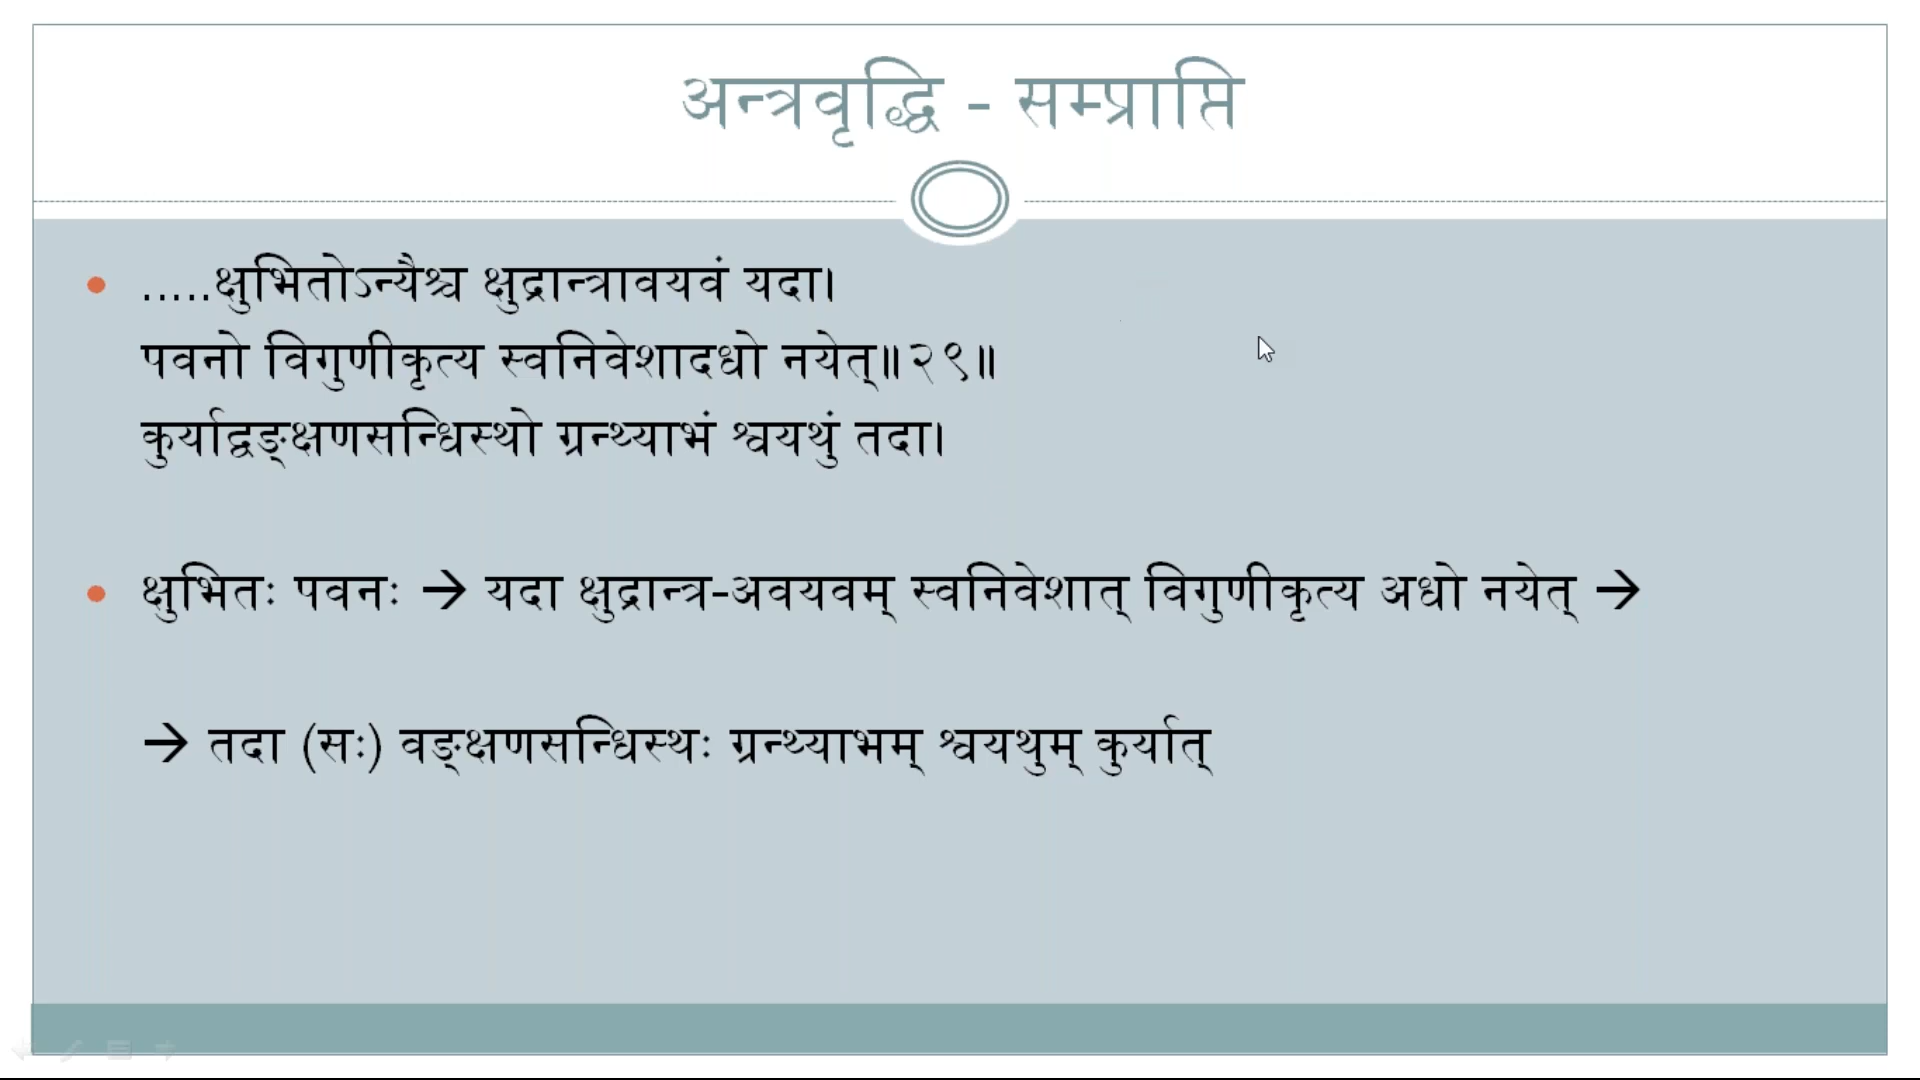 अन्त्रवृद्धि - सम्प्राप्ति
.....क्षुभितोऽन्यैश्च क्षुद्रान्त्रावयवं यदा।
पवनो विगुणीकृत्य स्वनिवेशादधो नयेत्॥२९॥
कुर्याद्वङ्क्षणसन्धिस्थो ग्रन्थ्याभं श्वयथुं तदा।
क्षुभितः पवनः → यदा क्षुद्रान्त्र-अवयवम् स्वनिवेशात् विगुणीकृत्य अधो नयेत् →
→ तदा (सः) वङ्क्षणसन्धिस्थः ग्रन्थ्याभम् श्वयथुम् कुर्यात्